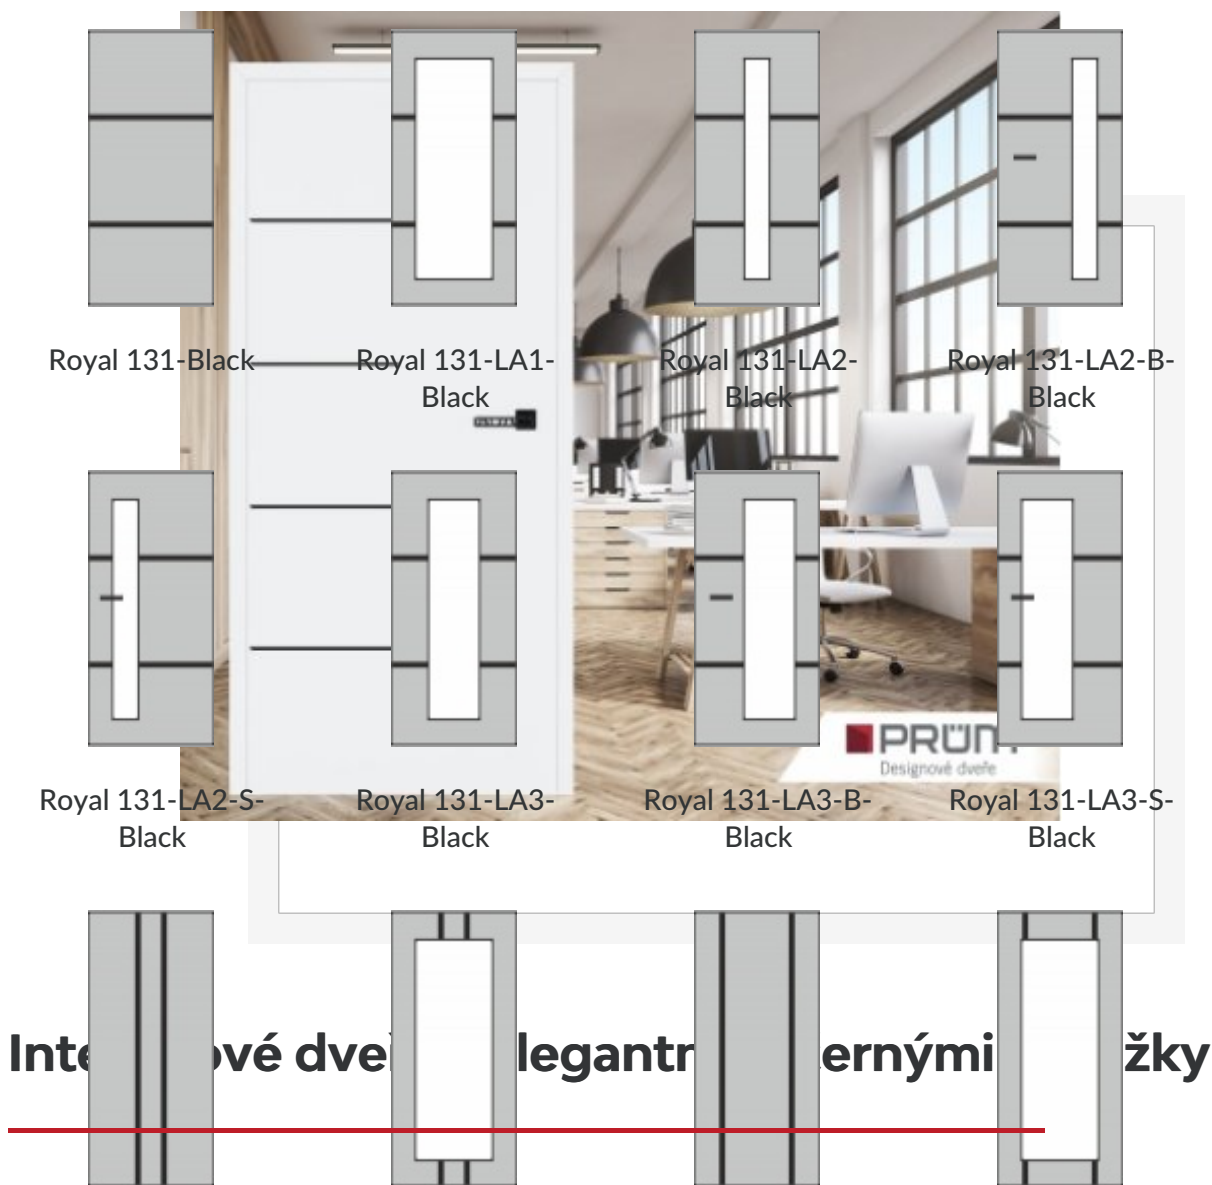 Royal 131-Black
Royal 131-LA1-
Black
Royal 131-LA2-
Black
Royal 131-LA2-B-
Black
PRÜM
Designové dveře
Royal 131-LA2-S-
Black
Royal 131-LA3-
Black
Royal 131-LA3-B-
Black
Royal 131-LA3-S-
Black